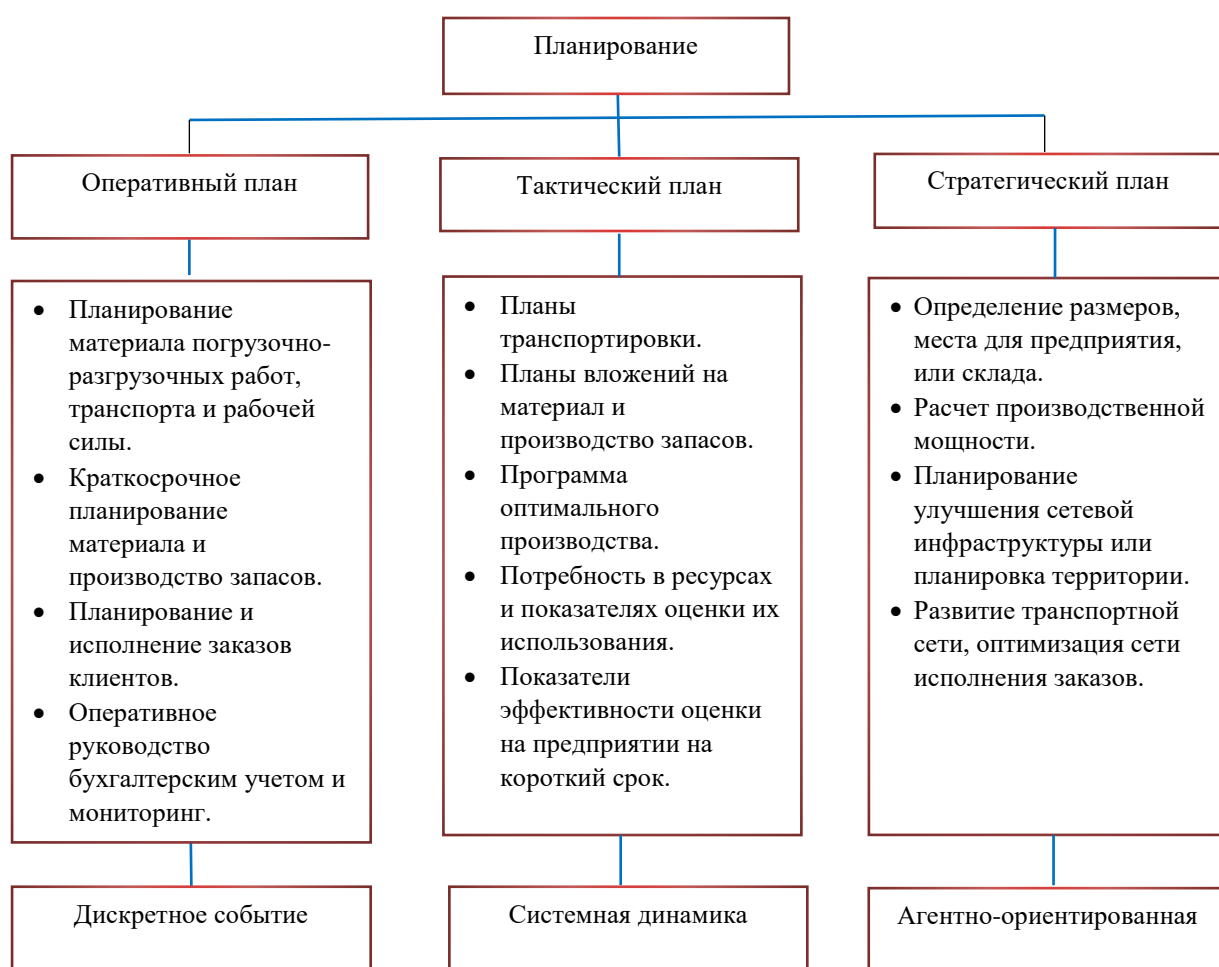 Планирование
Оперативный план
Тактический план
Стратегический план
• Планирование
материала погрузочно-
разгрузочных работ,
транспорта и рабочей
силы.
• Краткосрочное
планирование
материала и
производство запасов.
• Планирование и
исполнение заказов
клиентов.
• Оперативное
руководство
бухгалтерским учетом и
мониторинг.
• Планы
транспортировки.
• Планы вложений на
материал и
производство запасов.
• Программа
оптимального
производства.
• Потребность в ресурсах
и показателях оценки их
использования.
• Показатели
эффективности оценки
на предприятии на
короткий срок.
• Определение размеров,
места для предприятия,
или склада.
• Расчет производственной
мощности.
• Планирование
улучшения сетевой
инфраструктуры или
планировка территории.
• Развитие транспортной
сети, оптимизация сети
исполнения заказов.
Дискретное событие
Системная динамика
Агентно-ориентированная